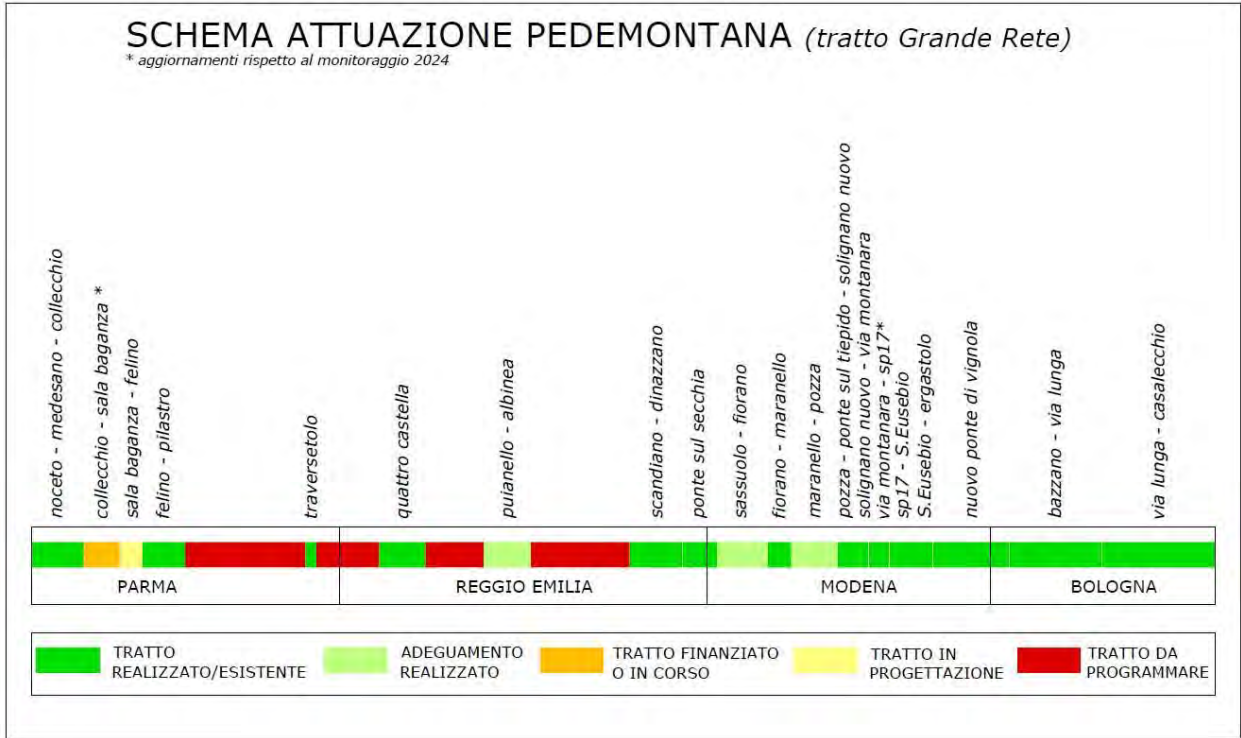 SCHEMA ATTUAZIONE PEDEMONTANA (tratto Grande Rete)
* aggiornamenti rispetto al monitoraggio 2024
noceto - medesano - collecchio
collecchio - sala baganza *
sala baganza - felino
felino - pilastro
traversetolo
quattro castella
puianello - albinea
scandiano - dinazzano
ponte sul secchia
sassuolo - fiorano
fiorano - maranello
maranello - pozza
pozza - ponte sul tiepido - solignano nuovo
solignano nuovo - via montanara
via montanara - sp17*
sp17 - S.Eusebio
S.Eusebio - ergastolo
nuovo ponte di vignola
bazzano - via lunga
via lunga - casalecchio
PARMA
REGGIO EMILIA
MODENA
BOLOGNA
TRATTO
REALIZZATO/ESISTENTE
ADEGUAMENTO
REALIZZATO
TRATTO FINANZIATO
O IN CORSO
TRATTO IN
PROGETTAZIONE
TRATTO DA
PROGRAMMARE